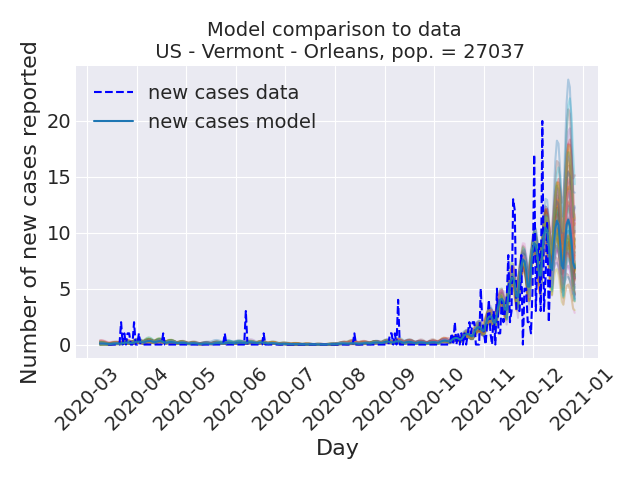 Model comparison to data
US - Vermont - Orleans, pop. = 27037
Number of new cases reported
new cases data
new cases model
20
15
10
5
0
2020-03
2020-04
2020-05
2020-06
2020-07
2020-08
2020-09
2020-10
2020-11
2020-12
2021-01
Day